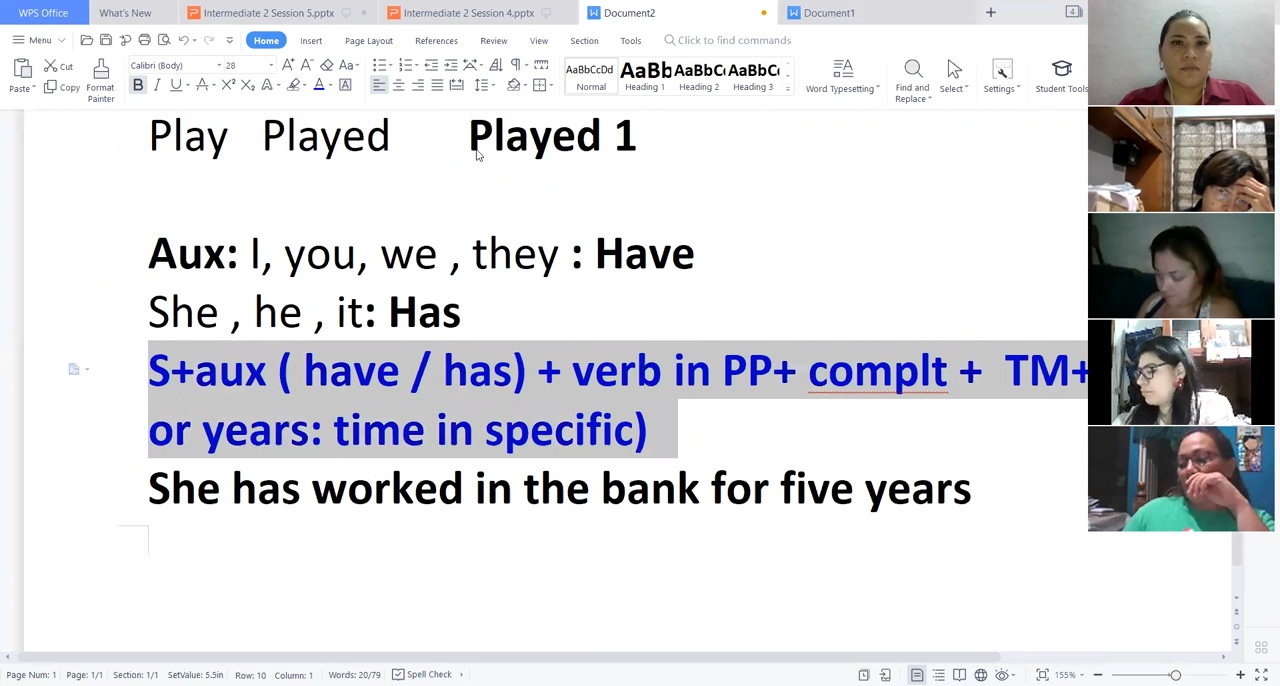 WPS Office What's New Intermediate 2 Session 5.pptx Intermediate 2 Session 4.pptx Document2 Document1 4
Menu Home Insert Page Layout References Review View Section Tools Click to find commands
Cut Calibri (Body) 28 AaBbCcDd AaBb AaBbC AaBbC
Paste Copy Format Painter Normal Heading 1 Heading 2 Heading 3 Word Typesetting Find and Replace Select Settings Student Tools
Play Played Played 1
Aux: I, you, we , they : Have
She , he , it: Has
S+aux ( have / has) + verb in PP+ complt + TM+
or years: time in specific)
She has worked in the bank for five years
Page Num: 1 Page: 1/1 Section: 1/1 SetValue: 5.5in Row: 10 Column: 1 Words: 20/79 Spell Check 155%